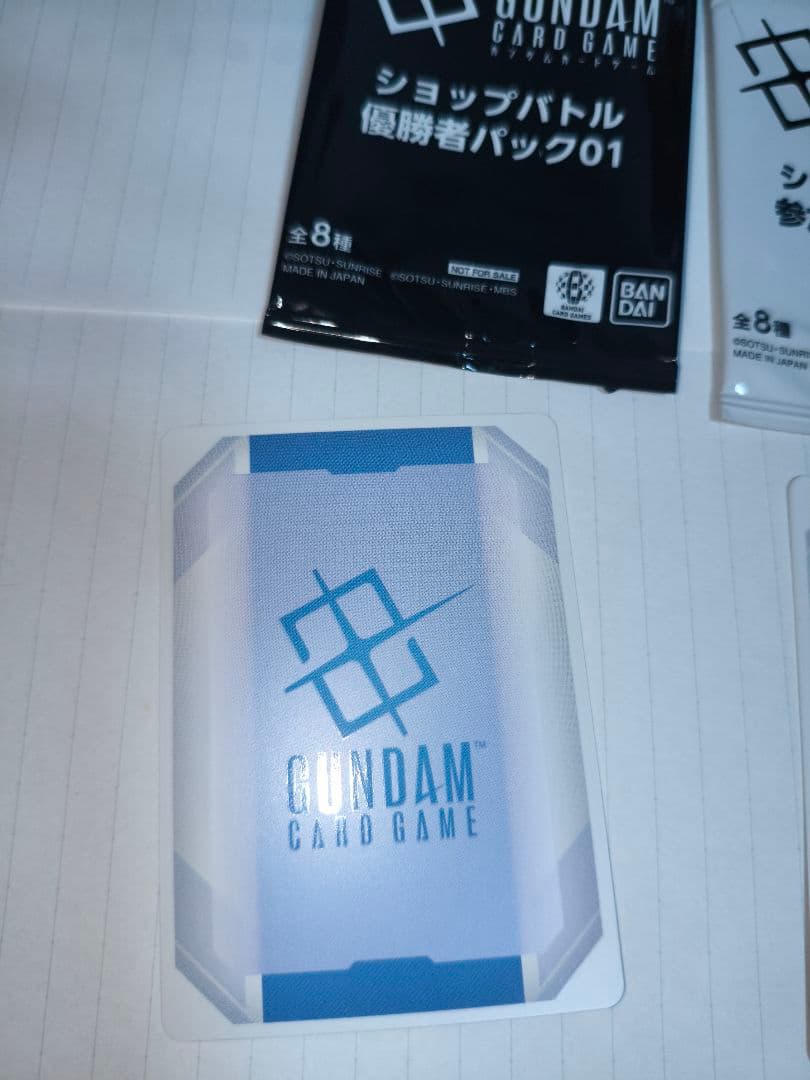 GUNDAM
CARD GAME
ガンダムカードゲーム
ショップバトル
優勝者パック01
全8種
©SOTSU・SUNRISE
MADE IN JAPAN
©SOTSU・SUNRISE・MBS
NOT FOR SALE
BANDAI
CARD GAMES
BAN
DAI
全8種
©SOTSU・SUNRI
MADE IN JAPAN
GUNDAM™
CARD GAME